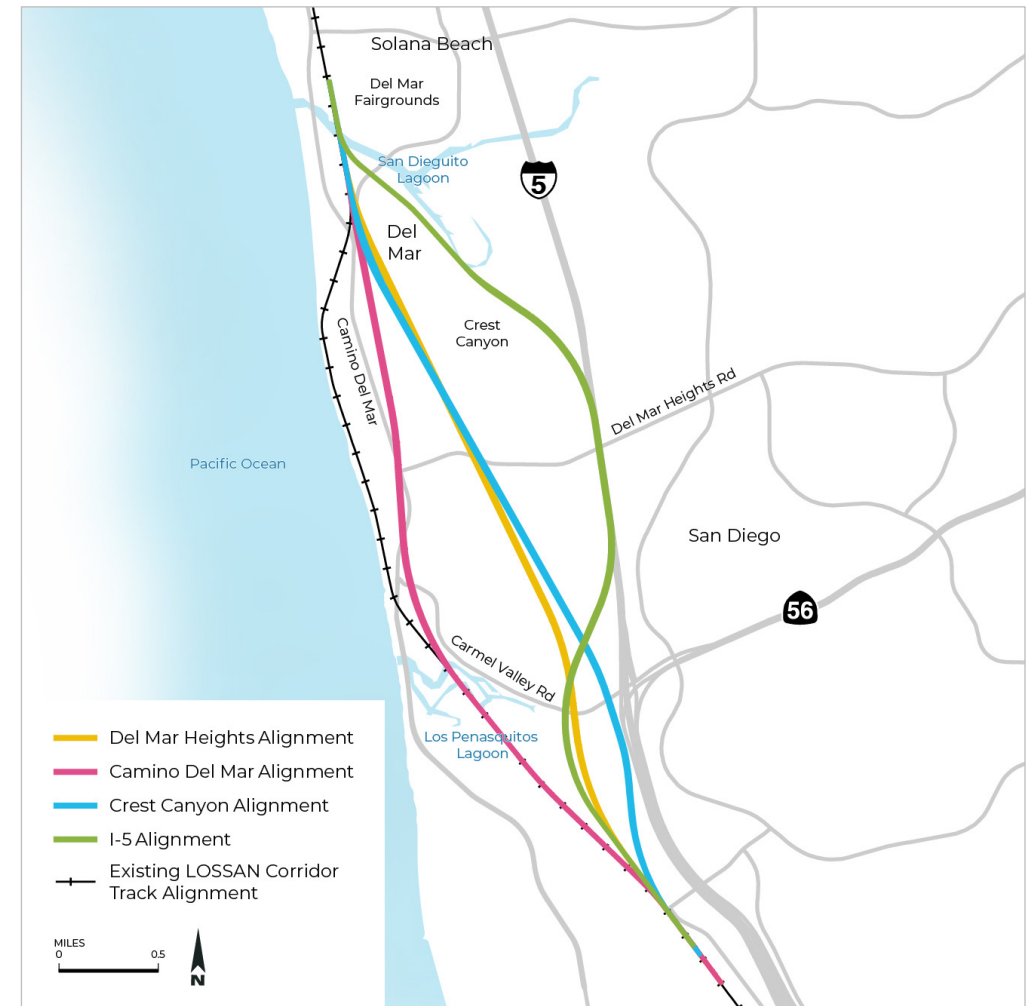 Solana Beach
Del Mar
Fairgrounds
San Dieguito
Lagoon
5
Del
Mar
Crest
Canyon
Camino Del Mar
Del Mar Heights Rd
Pacific Ocean
San Diego
56
Carmel Valley Rd
Los Penasquitos
Lagoon
Del Mar Heights Alignment
Camino Del Mar Alignment
Crest Canyon Alignment
I-5 Alignment
Existing LOSSAN Corridor
Track Alignment
MILES
0 0.5
N